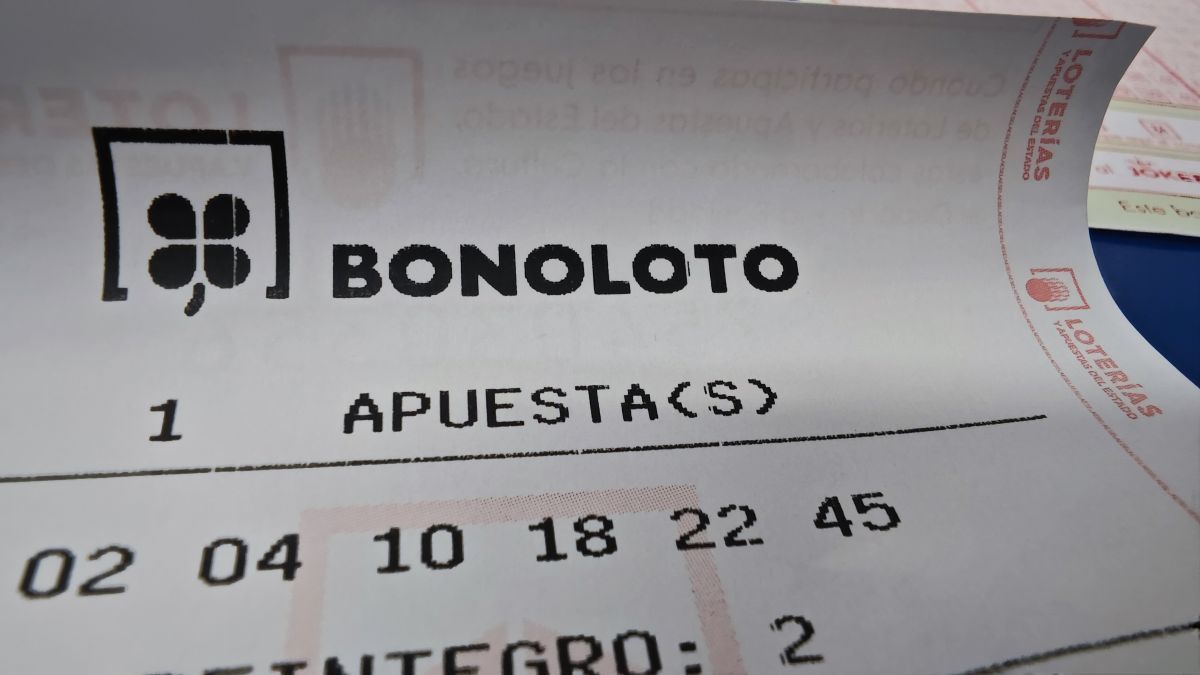 BONOLOTO
1 APUESTA(S)
02 04 10 18 22 45
REINTEGRO: 2
LOTERÍAS
Y APUESTAS DEL ESTADO
LOTERÍAS
Y APUESTAS DEL ESTADO
JOKER
Este
Cuando participas en los juegos
de Loterías y Apuestas del Estado,